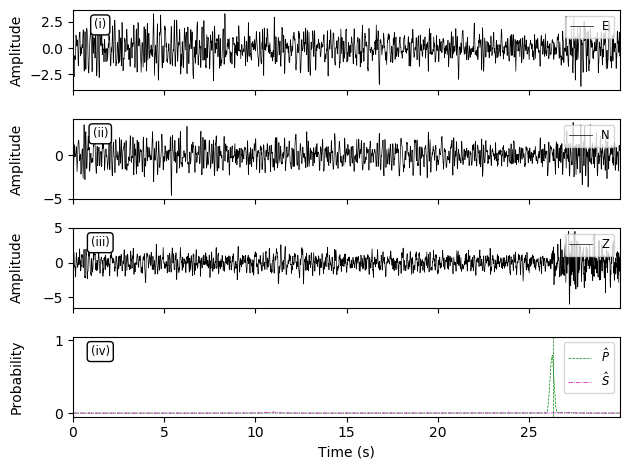 Amplitude
2.5
0.0
−2.5
(i)
E
Amplitude
0
−5
(ii)
N
Amplitude
5
0
−5
(iii)
Z
Probability
1
0
(iv)
P̂
Ŝ
0 5 10 15 20 25
Time (s)